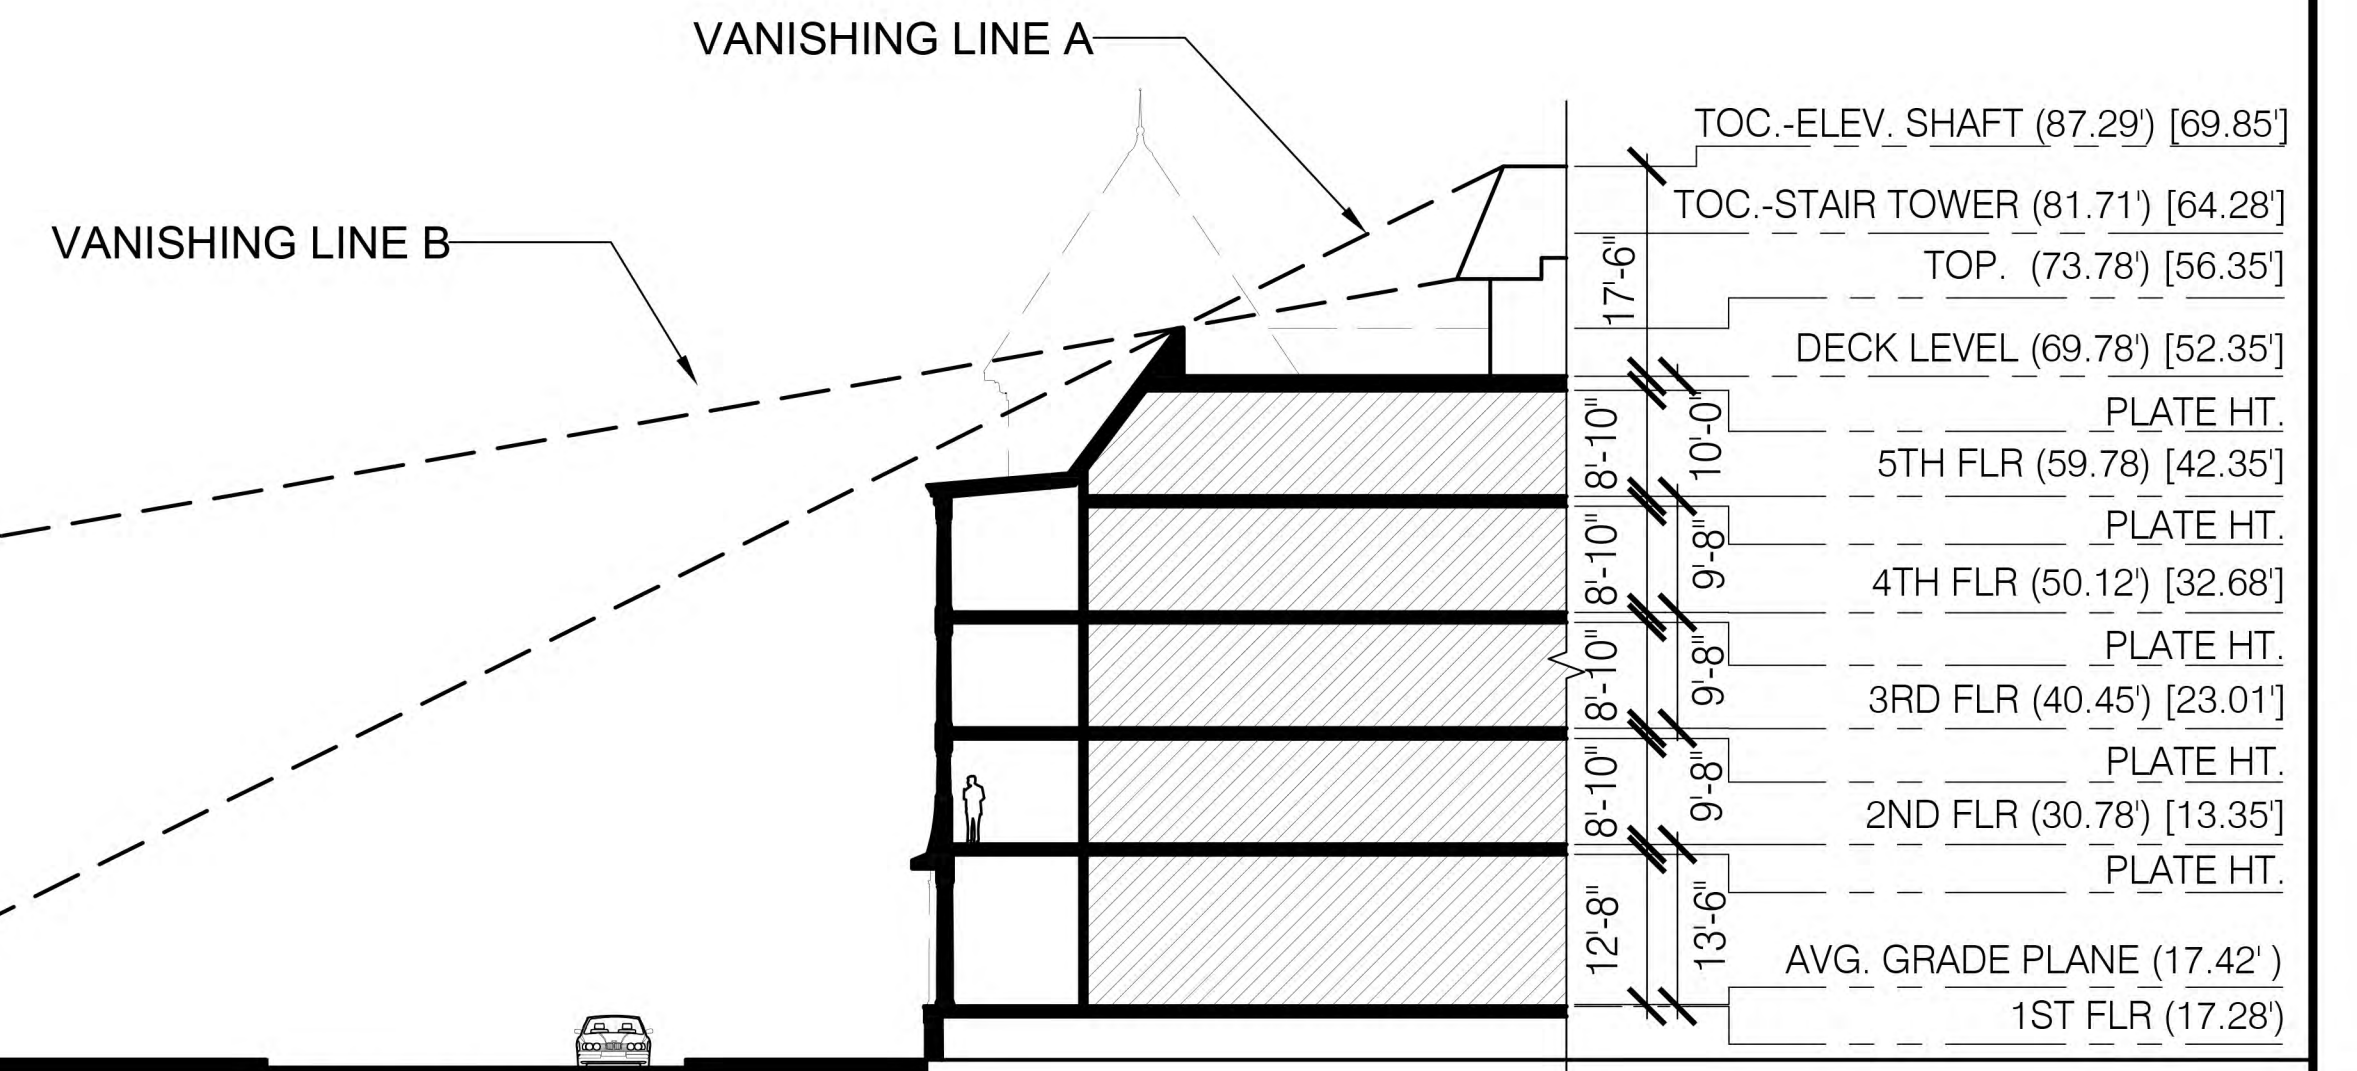 VANISHING LINE A
VANISHING LINE B
TOC.-ELEV. SHAFT (87.29') [69.85']
TOC.-STAIR TOWER (81.71') [64.28']
TOP. (73.78') [56.35']
DECK LEVEL (69.78') [52.35']
PLATE HT.
5TH FLR (59.78) [42.35']
PLATE HT.
4TH FLR (50.12') [32.68']
PLATE HT.
3RD FLR (40.45') [23.01']
PLATE HT.
2ND FLR (30.78') [13.35']
PLATE HT.
AVG. GRADE PLANE (17.42' )
1ST FLR (17.28')
17'-6"
8'-10"
8'-10"
8'-10"
8'-10"
12'-8"
10'-0"
9'-8"
9'-8"
9'-8"
13'-6"